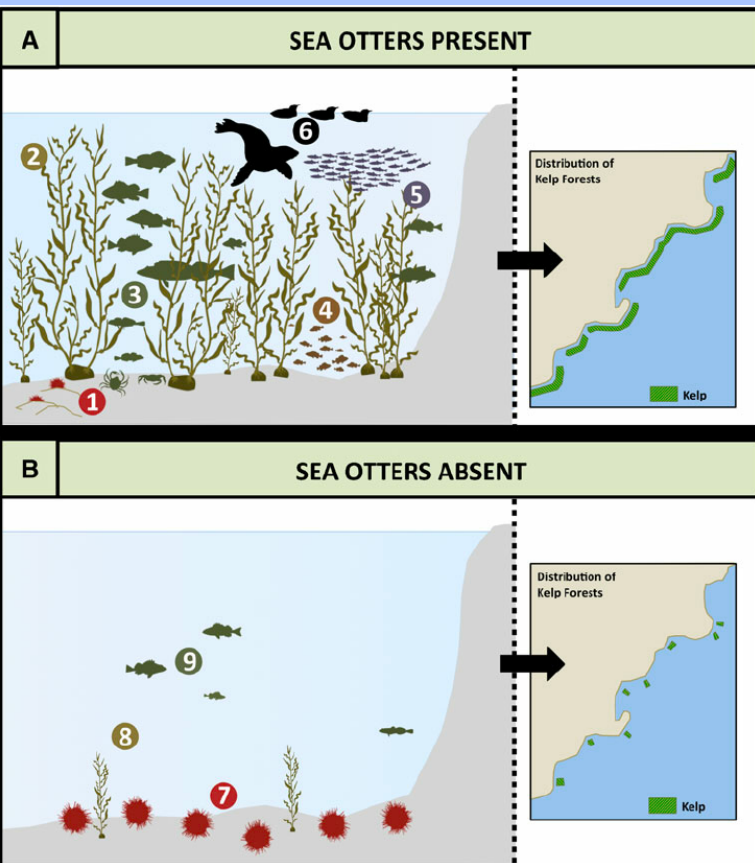 A
SEA OTTERS PRESENT
6
2
5
3
4
1
Distribution of
Kelp Forests
Kelp
B
SEA OTTERS ABSENT
9
8
7
Distribution of
Kelp Forests
Kelp